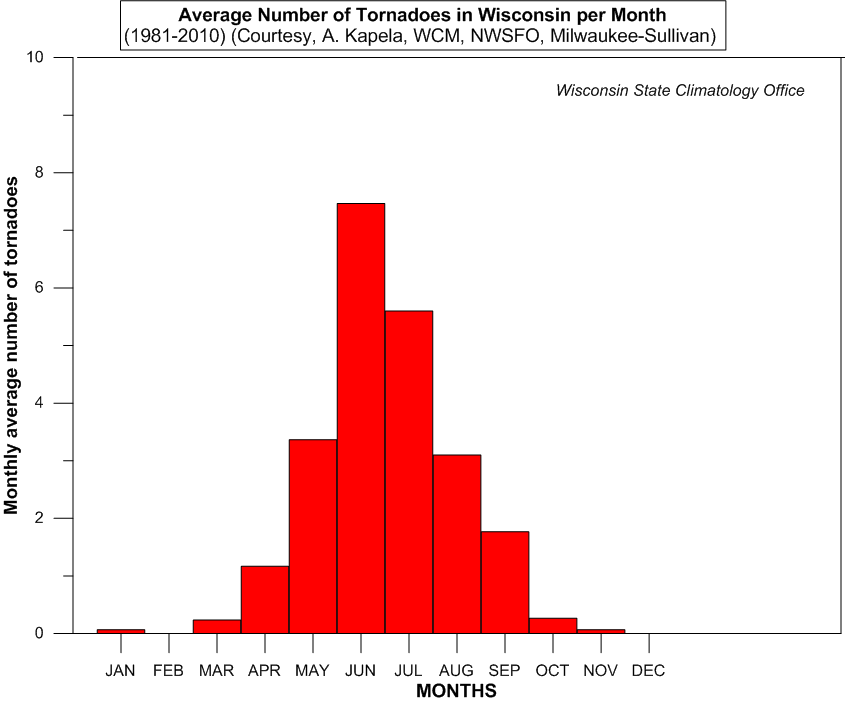 Average Number of Tornadoes in Wisconsin per Month
(1981-2010) (Courtesy, A. Kapela, WCM, NWSFO, Milwaukee-Sullivan)
Wisconsin State Climatology Office
Monthly average number of tornadoes
10
8
6
4
2
0
JAN FEB MAR APR MAY JUN JUL AUG SEP OCT NOV DEC
MONTHS